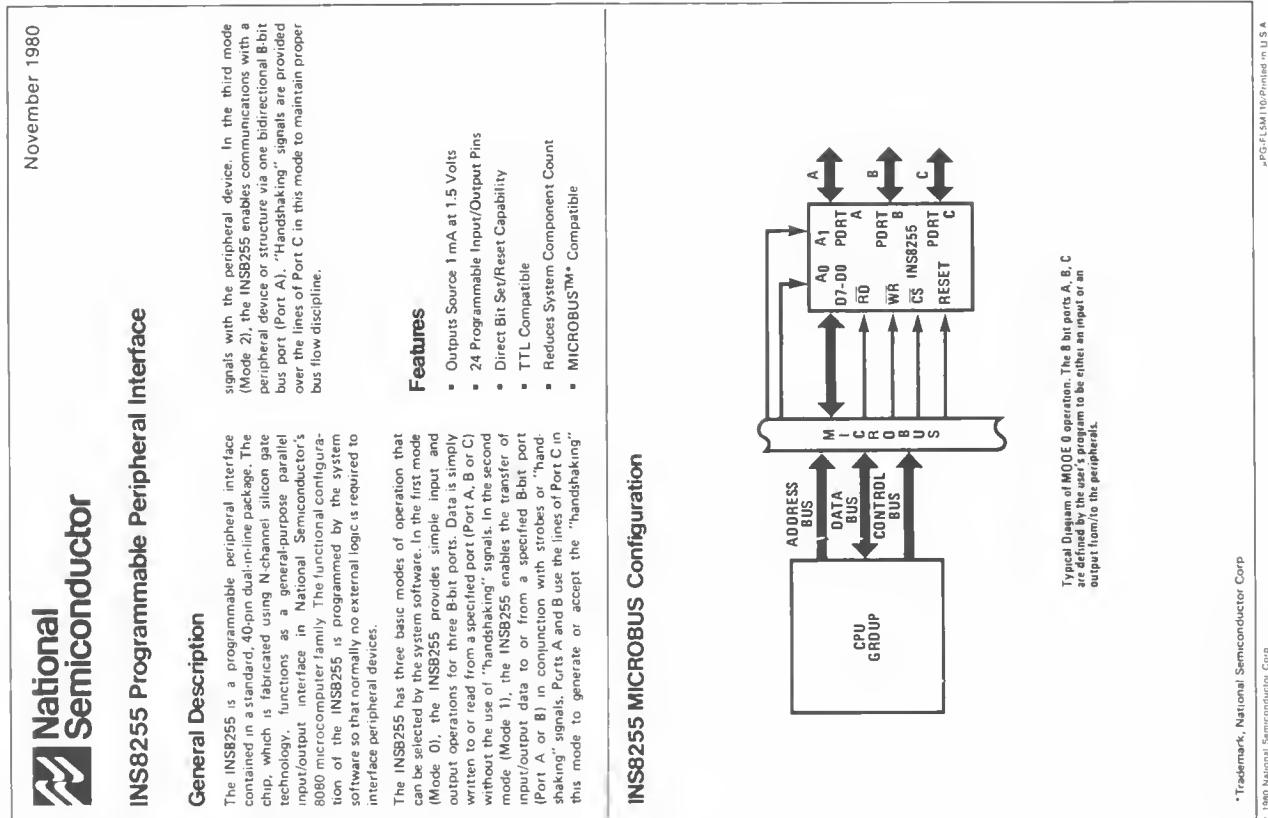 National
Semiconductor
November 1980
INS8255 Programmable Peripheral Interface
General Description
The INS8255 is a programmable peripheral interface
contained in a standard, 40-pin dual-in-line package. The
chip, which is fabricated using N-channel silicon gate
technology, functions as a general-purpose parallel
input/output interface in National Semiconductor's
8080 microcomputer family. The functional configura-
tion of the INS8255 is programmed by the system
software so that normally no external logic is required to
interface peripheral devices.
The INS8255 has three basic modes of operation that
can be selected by the system software. In the first mode
(Mode 0), the INS8255 provides simple input and
output operations for three 8-bit ports. Data is simply
written to or read from a specified port (Port A, B or C)
without the use of "handshaking" signals. In the second
mode (Mode 1), the INS8255 enables the transfer of
input/output data to or from a specified 8-bit port
(Port A or B) in conjunction with strobes or "hand-
shaking" signals. Ports A and B use the lines of Port C in
this mode to generate or accept the "handshaking"
signals with the peripheral device. In the third mode
(Mode 2), the INS8255 enables communications with a
peripheral device or structure via one bidirectional 8-bit
bus port (Port A). "Handshaking" signals are provided
over the lines of Port C in this mode to maintain proper
bus flow discipline.
Features
▪ Outputs Source 1 mA at 1.5 Volts
▪ 24 Programmable Input/Output Pins
▪ Direct Bit Set/Reset Capability
▪ TTL Compatible
▪ Reduces System Component Count
▪ MICROBUS™* Compatible
INS8255 MICROBUS Configuration
CPU
GROUP
ADDRESS
BUS
DATA
BUS
CONTROL
BUS
MICROBUS
A0 A1
D7-D0
RD
WR
CS
RESET
INS8255
PORT
A
PORT
B
PORT
C
A
B
C
Typical Diagram of MODE 0 operation. The 8 bit ports A, B, C
are defined by the user's program to be either an input or an
output from/to the peripherals.
*Trademark, National Semiconductor Corp
1980 National Semiconductor Corp
µPG-FLSM110/Printed in U S A